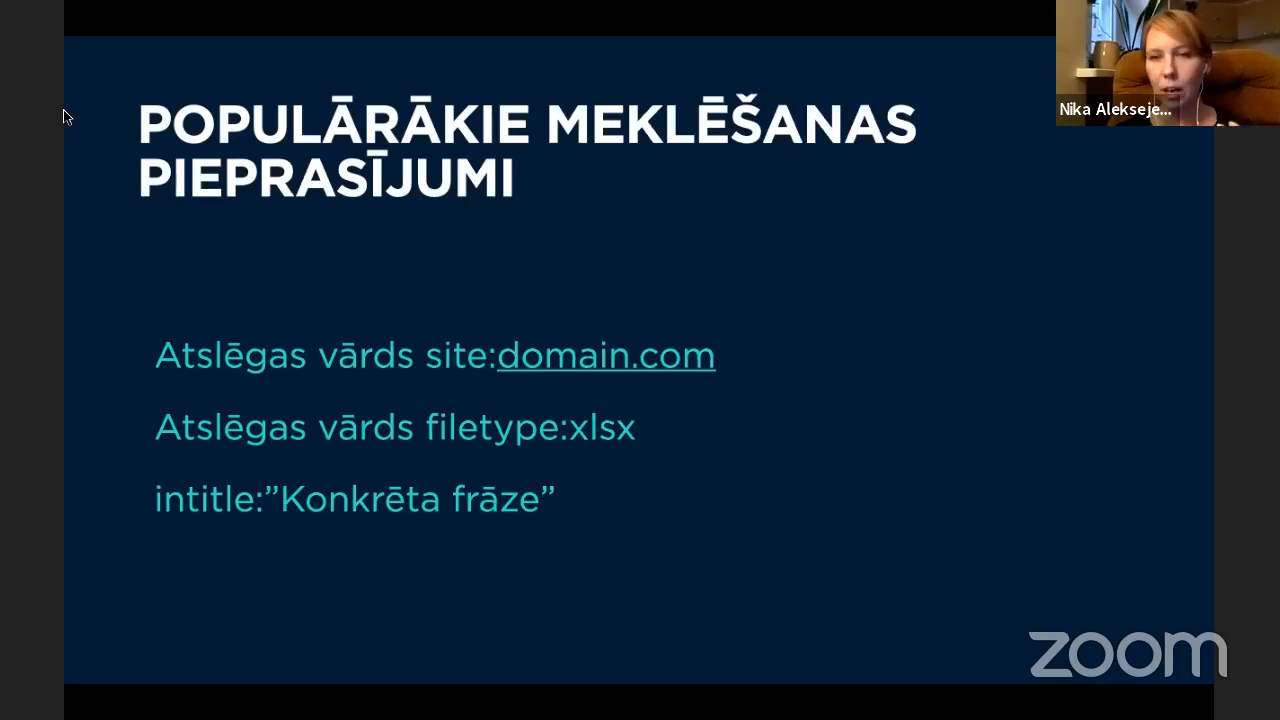 POPULĀRĀKIE MEKLĒŠANAS
PIEPRASĪJUMI
Nika Alekseje...
Atslēgas vārds site:domain.com
Atslēgas vārds filetype:xlsx
intitle:”Konkrēta frāze”
zoom